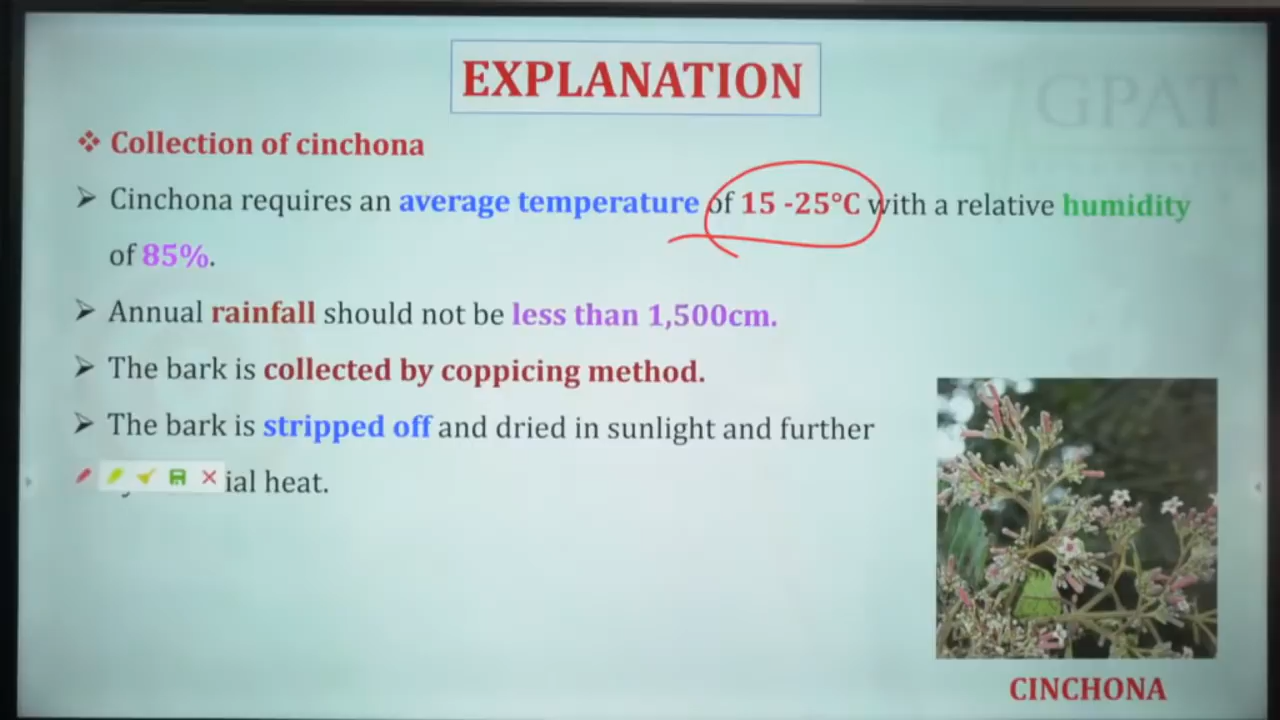 EXPLANATION
GPAT
❖ Collection of cinchona
➢ Cinchona requires an average temperature of 15 -25°C with a relative humidity
of 85%.
➢ Annual rainfall should not be less than 1,500cm.
➢ The bark is collected by coppicing method.
➢ The bark is stripped off and dried in sunlight and further
ial heat.
CINCHONA